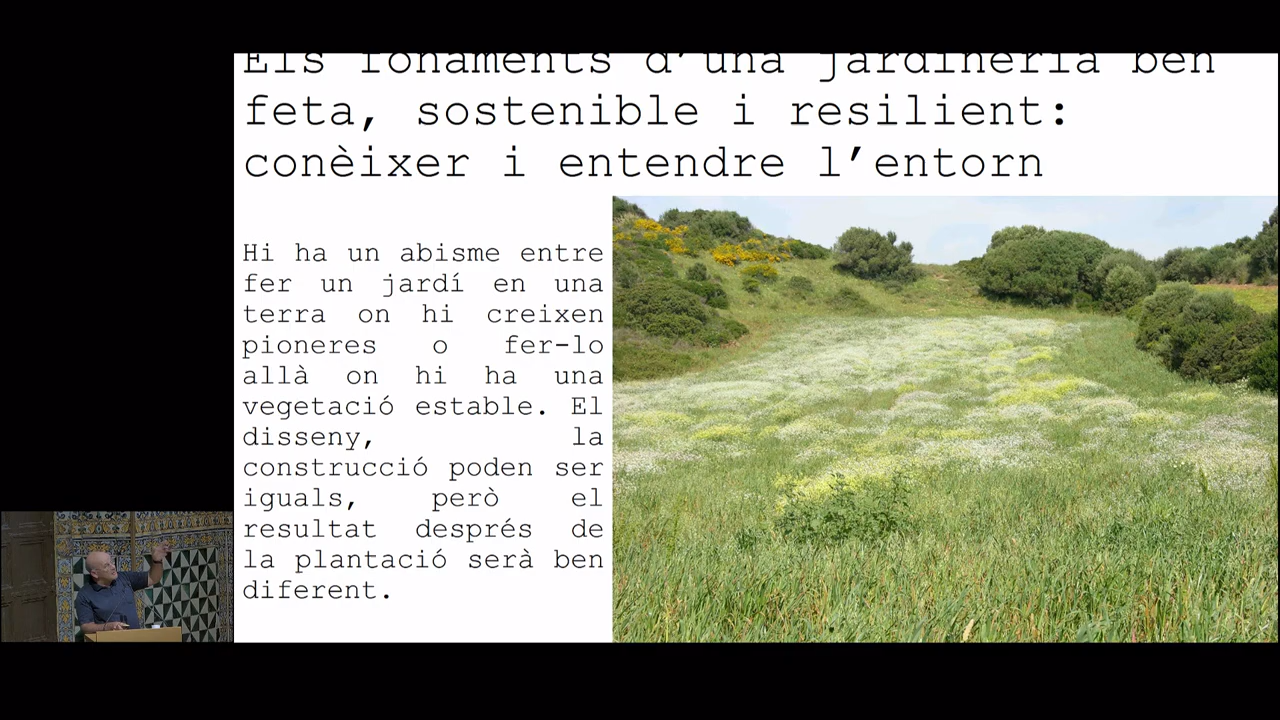 Els fonaments d’una jardineria ben
feta, sostenible i resilient:
conèixer i entendre l’entorn
Hi ha un abisme entre
fer un jardí en una
terra on hi creixen
pioneres o fer-lo
allà on hi ha una
vegetació estable. El
disseny, la
construcció poden ser
iguals, però el
resultat després de
la plantació serà ben
diferent.